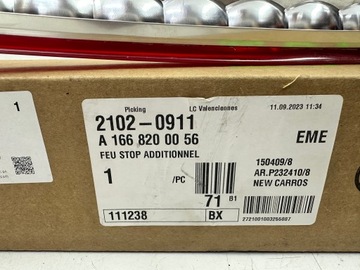 Picking LC Valenciennes 11.09.2023 11:34
2102-0911
A 166 820 00 56 EME
FEU STOP ADDITIONNEL
1 /PC
150409/8
AR.P232410/8
NEW CARROS
71 B1
111238 BX
1